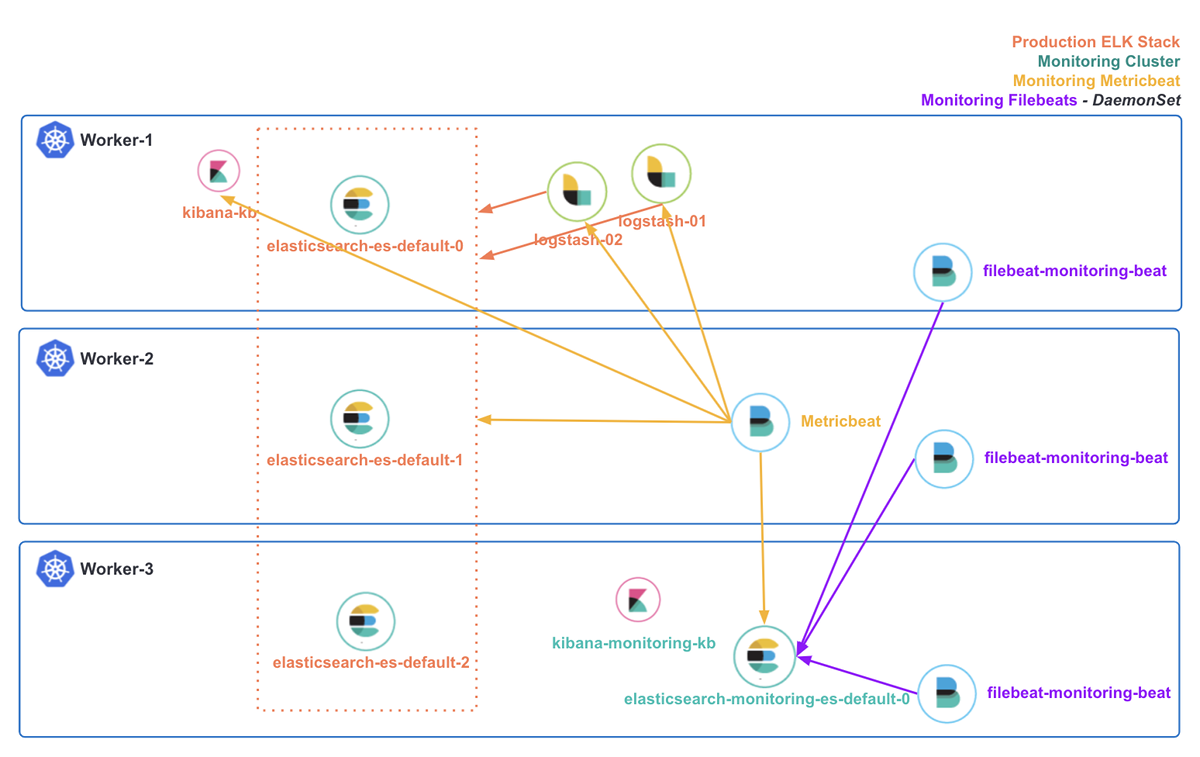 Production ELK Stack
Monitoring Cluster
Monitoring Metricbeat
Monitoring Filebeats - DaemonSet
Worker-1
kibana-kb
elasticsearch-es-default-0
logstash-02
logstash-01
filebeat-monitoring-beat
Worker-2
elasticsearch-es-default-1
Metricbeat
filebeat-monitoring-beat
Worker-3
elasticsearch-es-default-2
kibana-monitoring-kb
elasticsearch-monitoring-es-default-0
filebeat-monitoring-beat